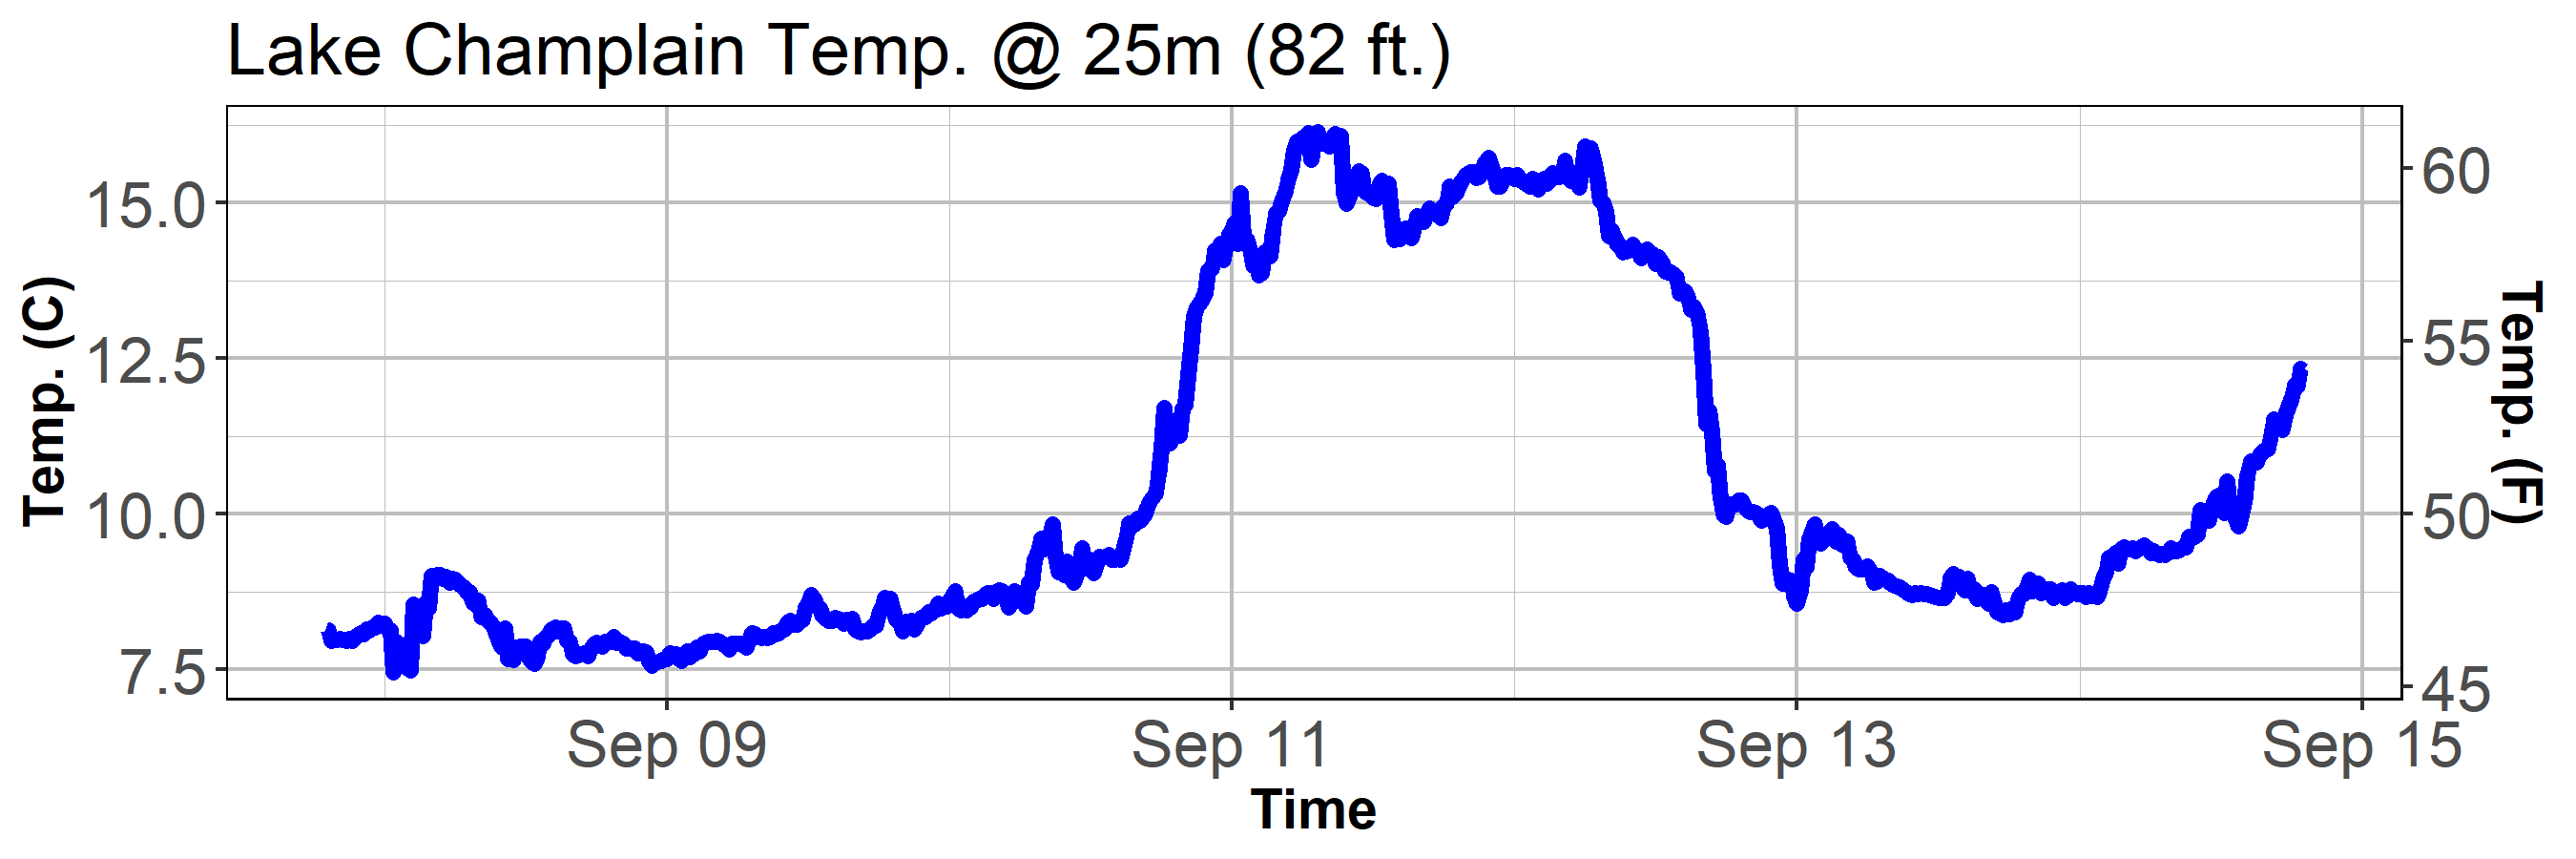 Lake Champlain Temp. @ 25m (82 ft.)
Temp. (C)
15.0
12.5
10.0
7.5
60
55
50
45
Temp. (F)
Sep 09
Sep 11
Sep 13
Sep 15
Time